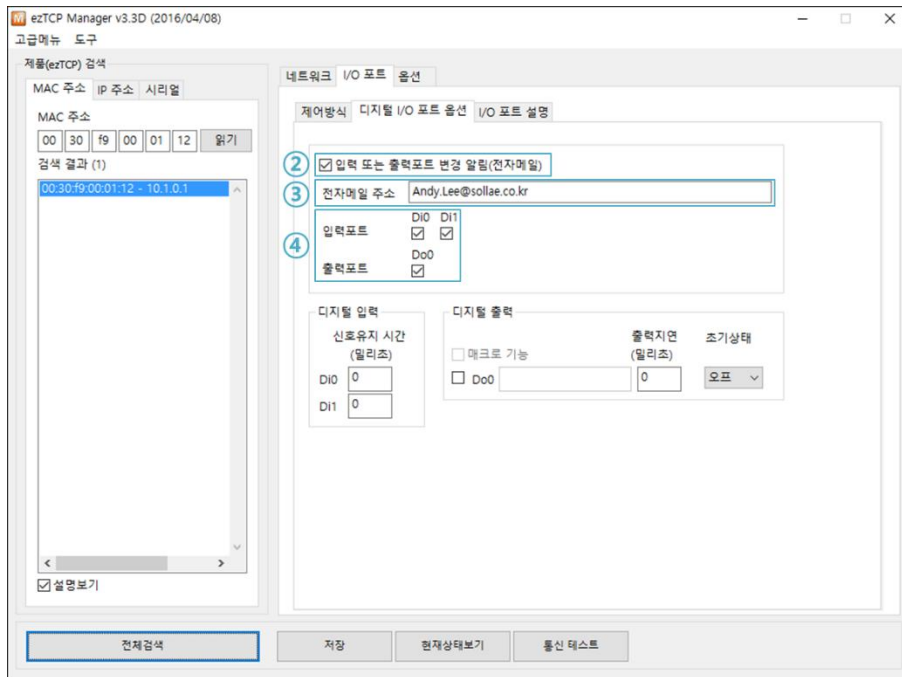 ezTCP Manager v3.3D (2016/04/08)
고급메뉴 도구
제품(ezTCP) 검색
MAC 주소 IP 주소 시리얼
MAC 주소
00 30 f9 00 01 12 읽기
검색 결과 (1)
00:30:f9:00:01:12 - 10.1.0.1
설명보기
네트워크 I/O 포트 옵션
제어방식 디지털 I/O 포트 옵션 I/O 포트 설명
② 입력 또는 출력포트 변경 알림(전자메일)
③ 전자메일 주소 Andy.Lee@sollae.co.kr
Di0 Di1
④ 입력포트
Do0
출력포트
디지털 입력
신호유지 시간
(밀리초)
Di0 0
Di1 0
디지털 출력
출력지연 초기상태
매크로 기능 (밀리초)
Do0 0 오프
전체검색 저장 현재상태보기 통신 테스트